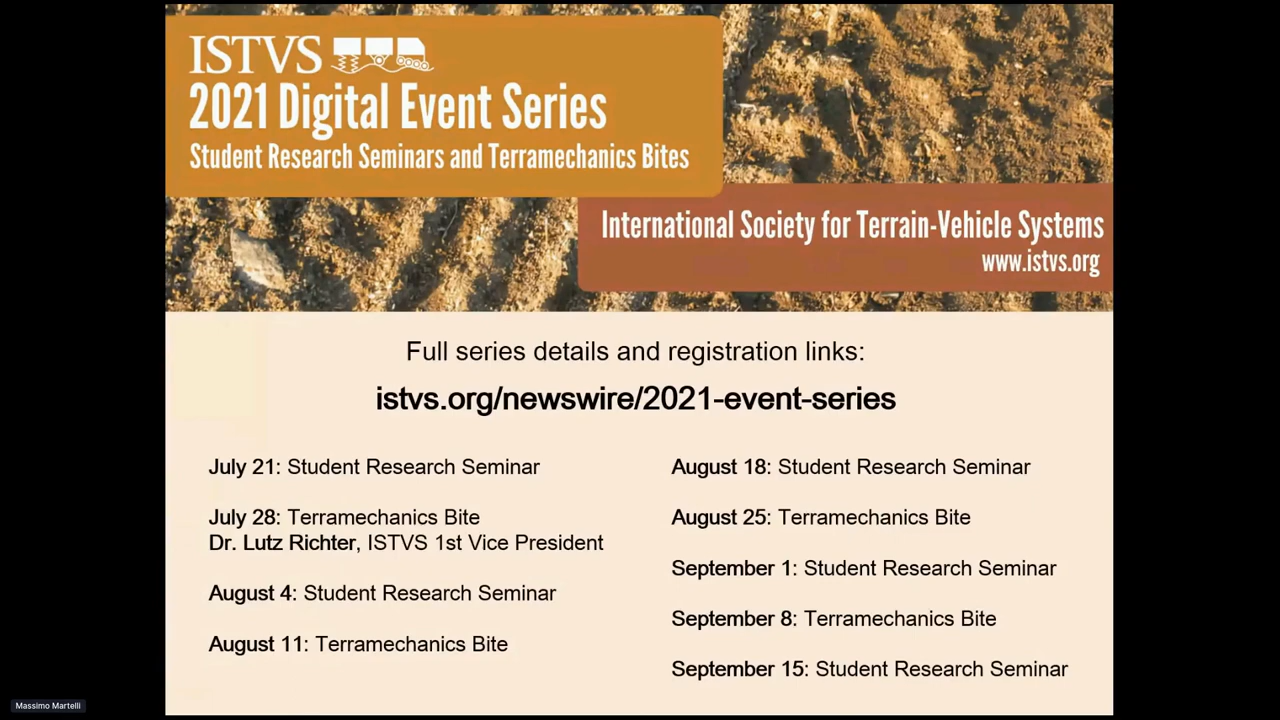 ISTVS
2021 Digital Event Series
Student Research Seminars and Terramechanics Bites
International Society for Terrain-Vehicle Systems
www.istvs.org
Full series details and registration links:
istvs.org/newswire/2021-event-series
July 21: Student Research Seminar
July 28: Terramechanics Bite
Dr. Lutz Richter, ISTVS 1st Vice President
August 4: Student Research Seminar
August 11: Terramechanics Bite
August 18: Student Research Seminar
August 25: Terramechanics Bite
September 1: Student Research Seminar
September 8: Terramechanics Bite
September 15: Student Research Seminar
Massimo Martelli